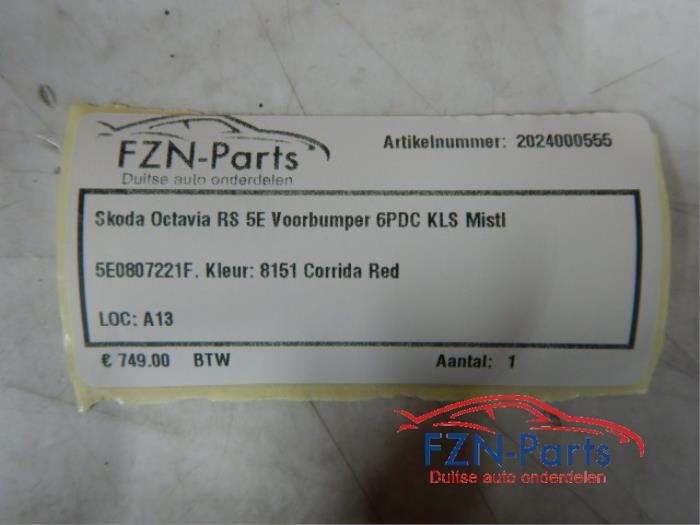 FZN-Parts
Duitse auto onderdelen
Artikelnummer: 2024000555
Skoda Octavia RS 5E Voorbumper 6PDC KLS Mistl
5E0807221F. Kleur: 8151 Corrida Red
LOC: A13
€ 749.00 BTW
Aantal: 1
FZN-Parts
Duitse auto onderdelen